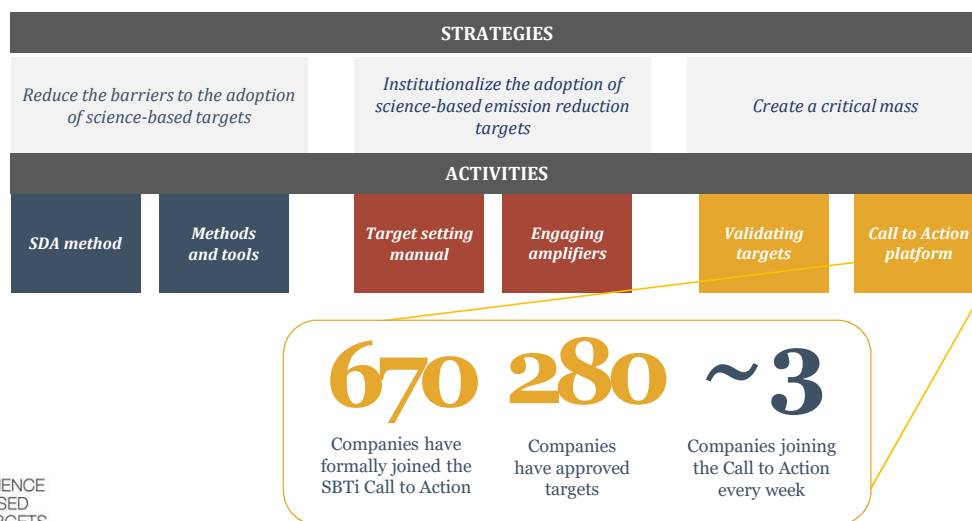 STRATEGIES
Reduce the barriers to the adoption
of science-based targets
Institutionalize the adoption of
science-based emission reduction
targets
Create a critical mass
ACTIVITIES
SDA method
Methods
and tools
Target setting
manual
Engaging
amplifiers
Validating
targets
Call to Action
platform
670
Companies have
formally joined the
SBTi Call to Action
280
Companies
have approved
targets
~3
Companies joining
the Call to Action
every week